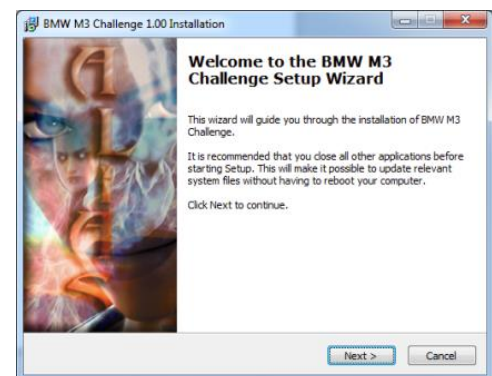 BMW M3 Challenge 1.00 Installation
Welcome to the BMW M3
Challenge Setup Wizard
This wizard will guide you through the installation of BMW M3
Challenge.
It is recommended that you close all other applications before
starting Setup. This will make it possible to update relevant
system files without having to reboot your computer.
Click Next to continue.
Next >
Cancel